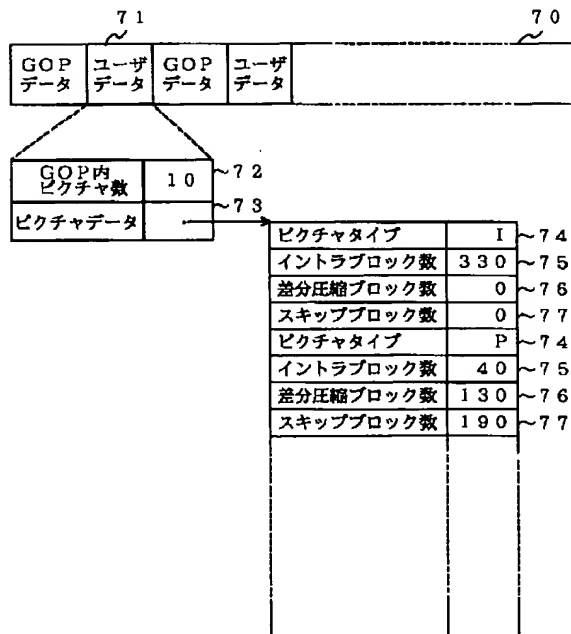 71
70
GOP データ ユーザ データ GOP データ ユーザ データ
GOP内 ピクチャ数 10 ~72
ピクチャデータ ~73
ピクチャタイプ I ~74
イントラブロック数 330 ~75
差分圧縮ブロック数 0 ~76
スキップブロック数 0 ~77
ピクチャタイプ P ~74
イントラブロック数 40 ~75
差分圧縮ブロック数 130 ~76
スキップブロック数 190 ~77